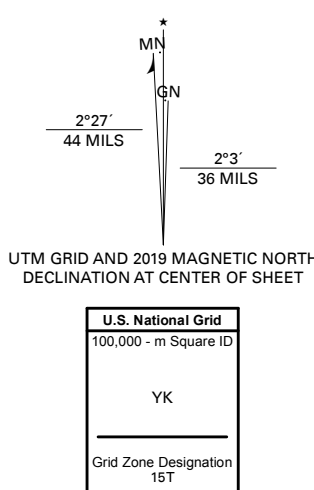 ★
MN
GN
2°27´
44 MILS
2°3´
36 MILS
UTM GRID AND 2019 MAGNETIC NORTH
DECLINATION AT CENTER OF SHEET
U.S. National Grid
100,000 - m Square ID
YK
Grid Zone Designation
15T